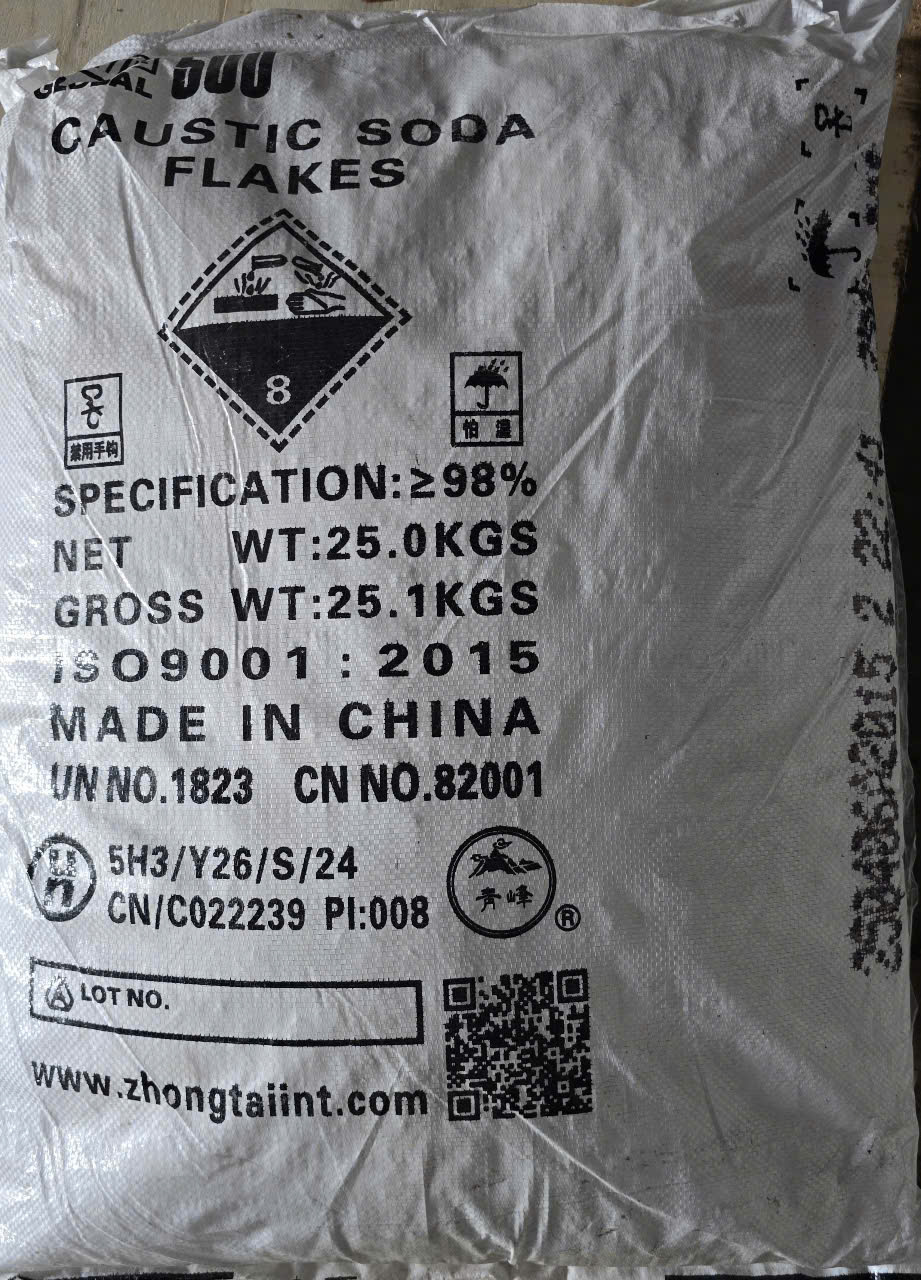 500
CAUSTIC SODA
FLAKES
8
禁用手钩
怕 湿
SPECIFICATION:≥98%
NET WT:25.0KGS
GROSS WT:25.1KGS
ISO9001 : 2015
MADE IN CHINA
UN NO.1823 CN NO.82001
un
5H3/Y26/S/24
CN/C022239 PI:008
青峰
®
LOT NO.
www.zhongtaiint.com